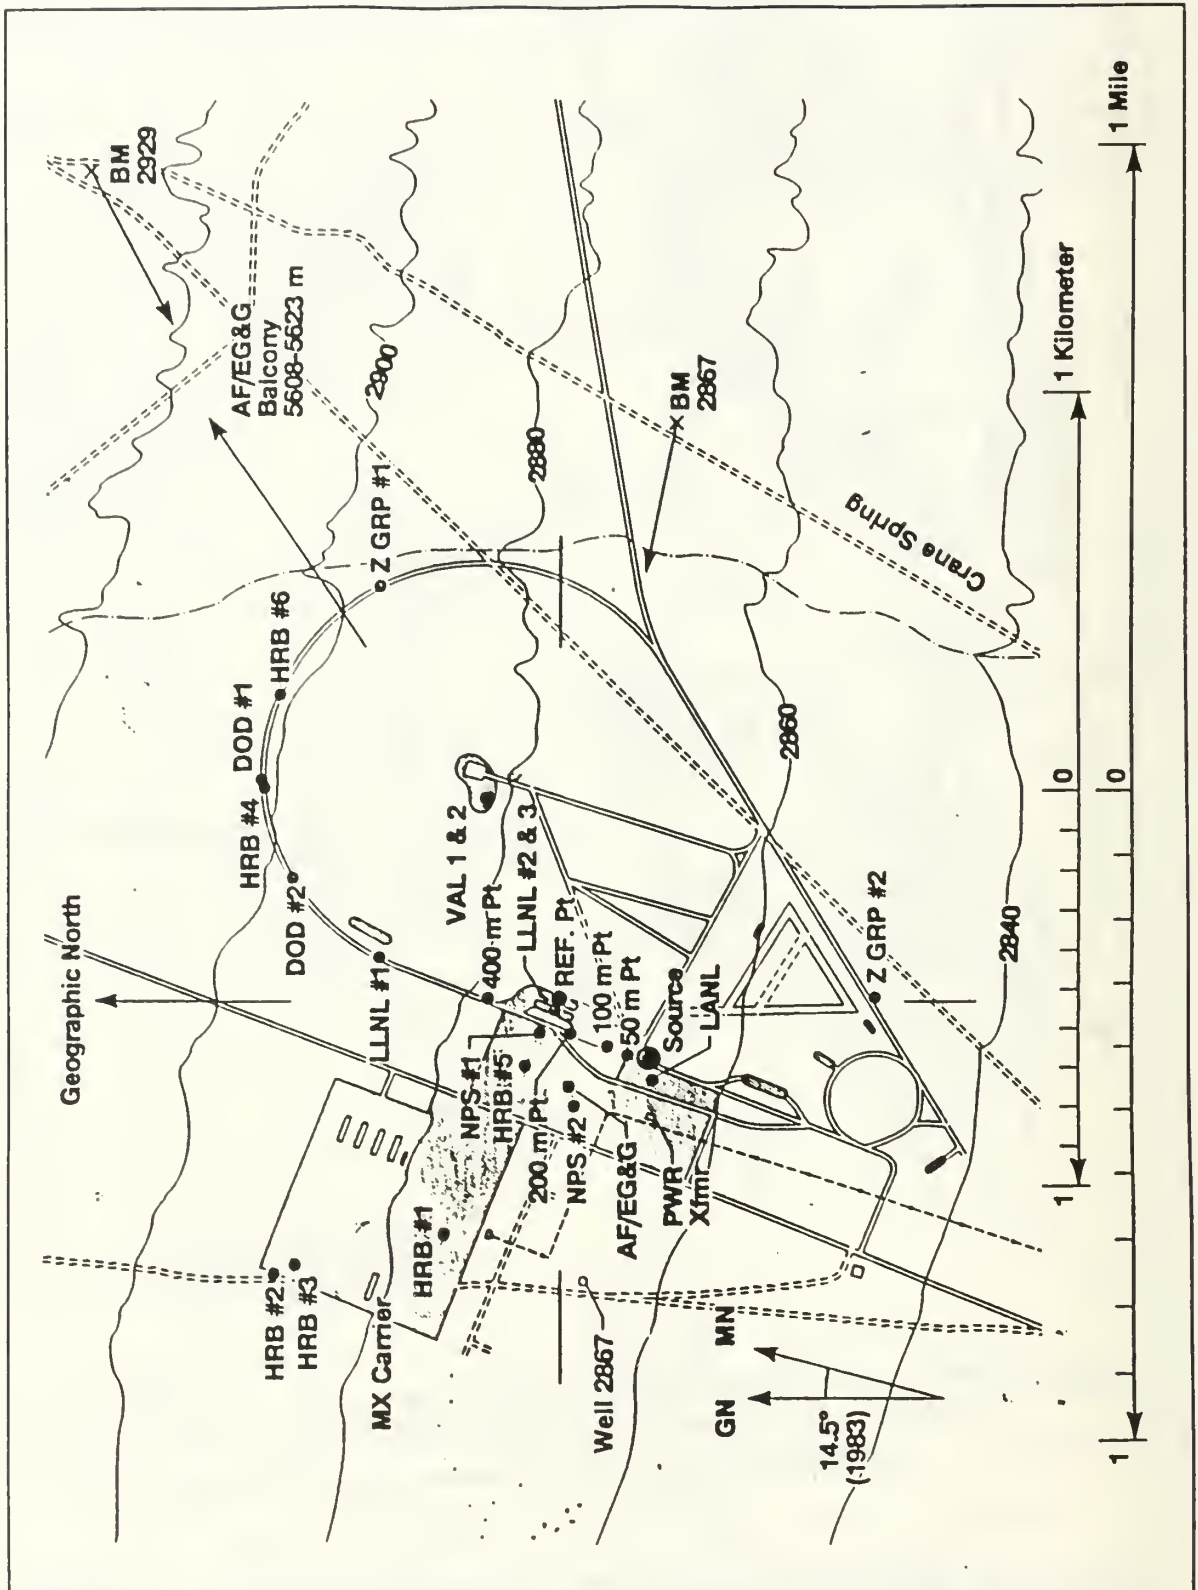 BM
2929
AF/EG&G
Balcony
5608-5623 m
2900
Z GRP #1
2880
BM
2867
Crane Spring
HRB #6
DOD #1
HRB #4
DOD #2
Geographic North
LLNL #1
VAL 1 & 2
400 m Pt
LLNL #2 & 3
REF. Pt
100 m Pt
50 m Pt
Source
LANL
2860
Z GRP #2
2840
NPS #1
HRB #5
200 m Pt
NPS #2
AF/EG&G
PWR
Xfmr
HRB #1
HRB #2
HRB #3
MX Carrier
Well 2867
GN
MN
14.5°
(1983)
1
0
1 Kilometer
1
0
1 Mile